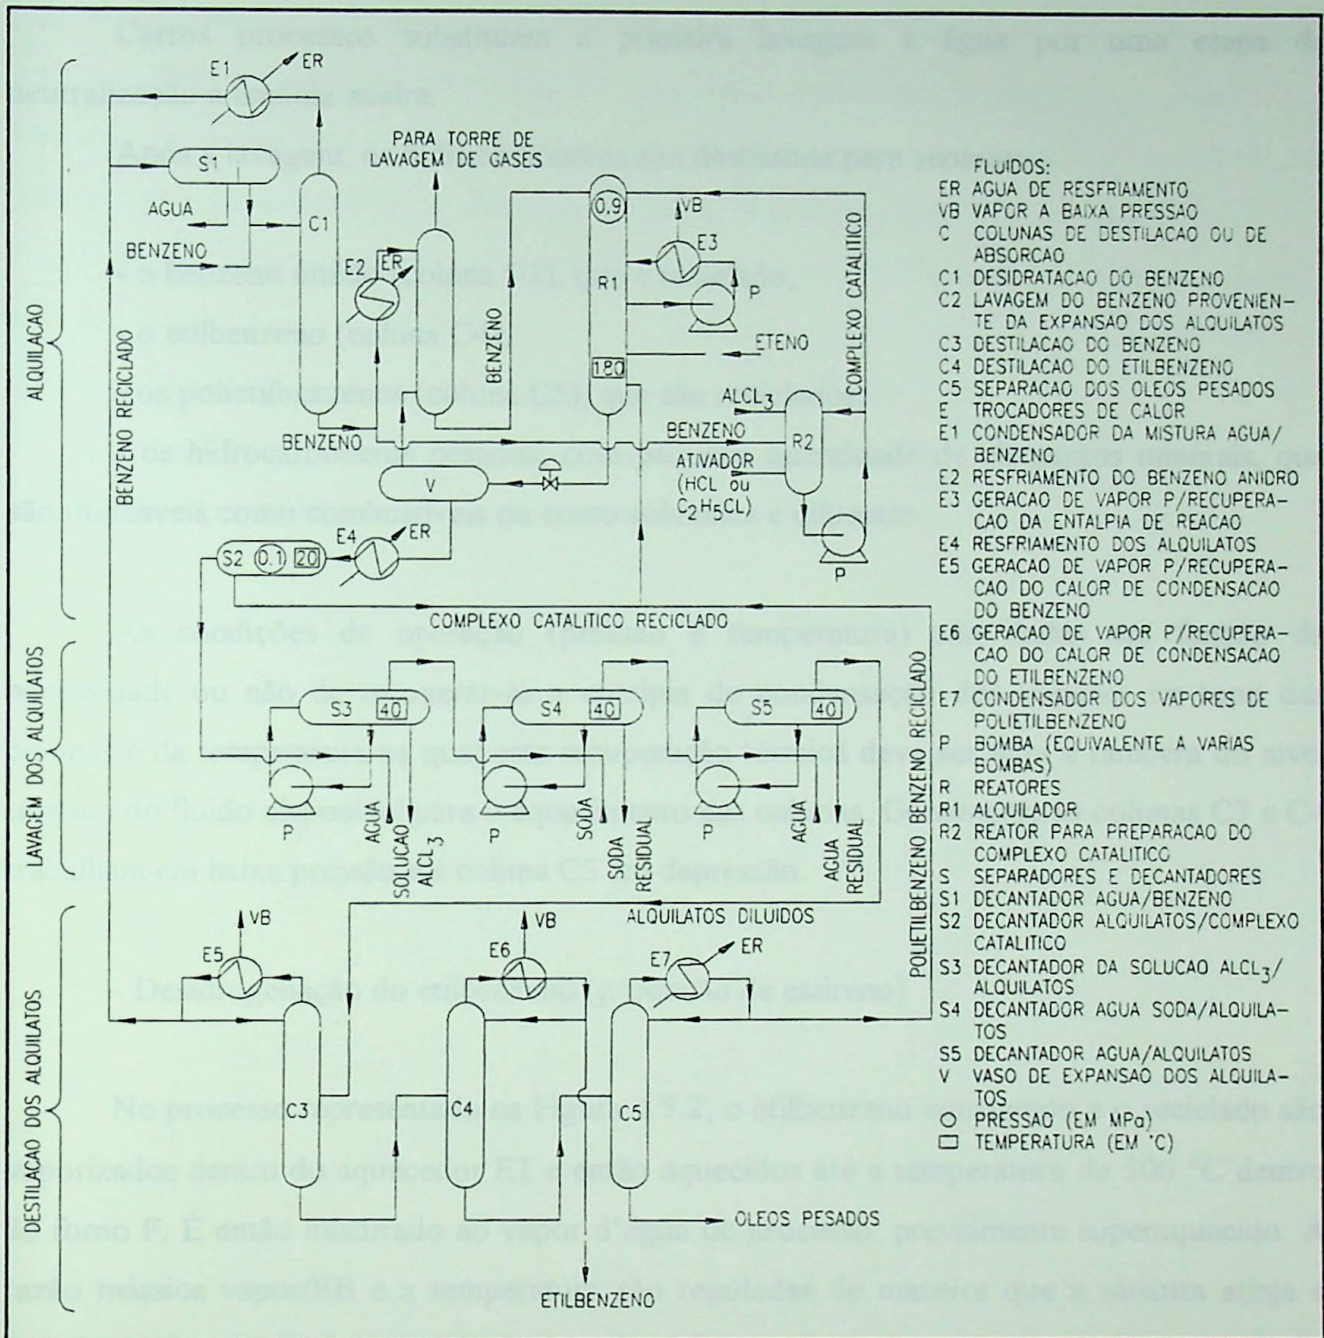 E1
ER
S1
AGUA
BENZENO
C1
PARA TORRE DE
LAVAGEM DE GASES
E2
ER
BENZENO
0,9
VB
E3
R1
P
ETENO
180
COMPLEXO CATALITICO
ALCL3
R2
BENZENO
BENZENO
ATIVADOR
(HCL ou
C2H5CL)
P
V
E4
ER
S2
0.1
20
COMPLEXO CATALITICO RECICLADO
ALQUILACAO
BENZENO RECICLADO
LAVAGEM DOS ALQUILATOS
S3
40
S4
40
S5
40
P
P
P
AGUA
SOLUCAO
ALCL3
SODA
SODA
RESIDUAL
AGUA
AGUA
RESIDUAL
ALQUILATOS DILUIDOS
POLIETILBENZENO BENZENO RECICLADO
DESTILACAO DOS ALQUILATOS
E5
VB
E6
VB
E7
ER
C3
C4
C5
OLEOS PESADOS
ETILBENZENO
FLUIDOS:
ER AGUA DE RESFRIAMENTO
VB VAPOR A BAIXA PRESSAO
C COLUNAS DE DESTILACAO OU DE
ABSORCAO
C1 DESIDRATACAO DO BENZENO
C2 LAVAGEM DO BENZENO PROVENIEN-
TE DA EXPANSAO DOS ALQUILATOS
C3 DESTILACAO DO BENZENO
C4 DESTILACAO DO ETILBENZENO
C5 SEPARACAO DOS OLEOS PESADOS
E TROCADORES DE CALOR
E1 CONDENSADOR DA MISTURA AGUA/
BENZENO
E2 RESFRIAMENTO DO BENZENO ANIDRO
E3 GERACAO DE VAPOR P/RECUPERA-
CAO DA ENTALPIA DE REACAO
E4 RESFRIAMENTO DOS ALQUILATOS
E5 GERACAO DE VAPOR P/RECUPERA-
CAO DO CALOR DE CONDENSACAO
DO BENZENO
E6 GERACAO DE VAPOR P/RECUPERA-
CAO DO CALOR DE CONDENSACAO
DO ETILBENZENO
E7 CONDENSADOR DOS VAPORES DE
POLIETILBENZENO
P BOMBA (EQUIVALENTE A VARIAS
BOMBAS)
R REATORES
R1 ALQUILADOR
R2 REATOR PARA PREPARACAO DO
COMPLEXO CATALITICO
S SEPARADORES E DECANTADORES
S1 DECANTADOR AGUA/BENZENO
S2 DECANTADOR ALQUILATOS/COMPLEXO
CATALITICO
S3 DECANTADOR DA SOLUCAO ALCL3/
ALQUILATOS
S4 DECANTADOR AGUA SODA/ALQUILA-
TOS
S5 DECANTADOR AGUA/ALQUILATOS
V VASO DE EXPANSAO DOS ALQUILA-
TOS
PRESSAO (EM MPa)
TEMPERATURA (EM °C)